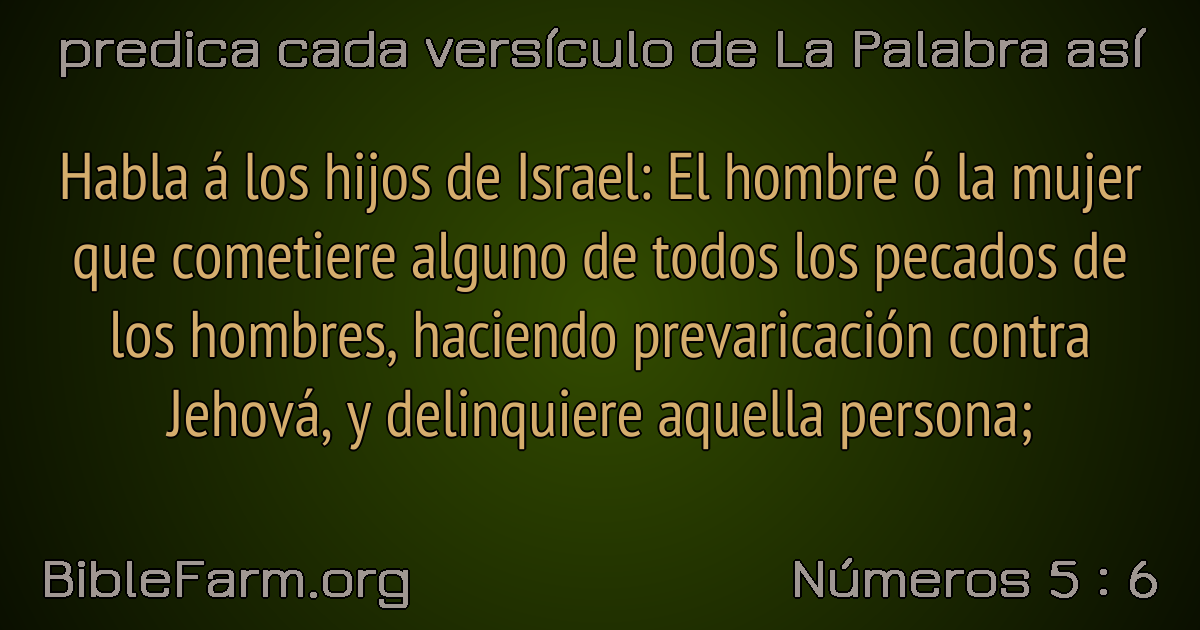 predica cada versículo de La Palabra así
Habla á los hijos de Israel: El hombre ó la mujer
que cometiere alguno de todos los pecados de
los hombres, haciendo prevaricación contra
Jehová, y delinquiere aquella persona;
BibleFarm.org
Números 5 : 6